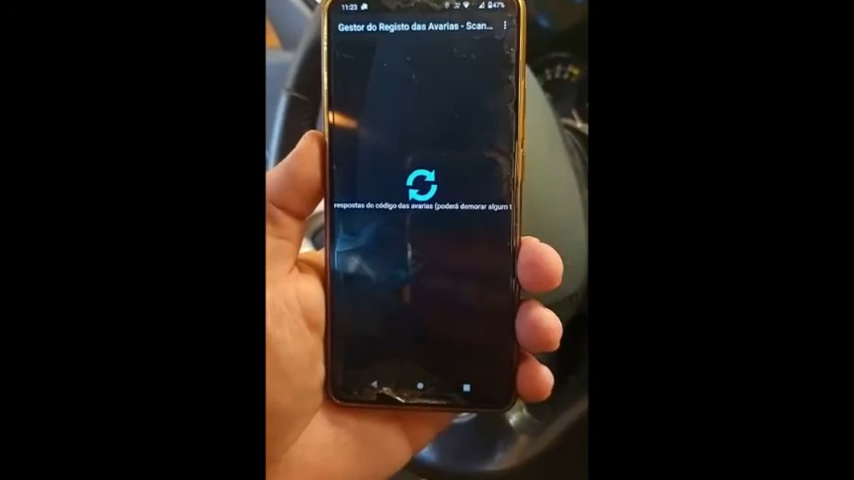 11:23 47%
Gestor do Registo das Avarias - Scan...
respostas do código das avarias (poderá demorar algum t